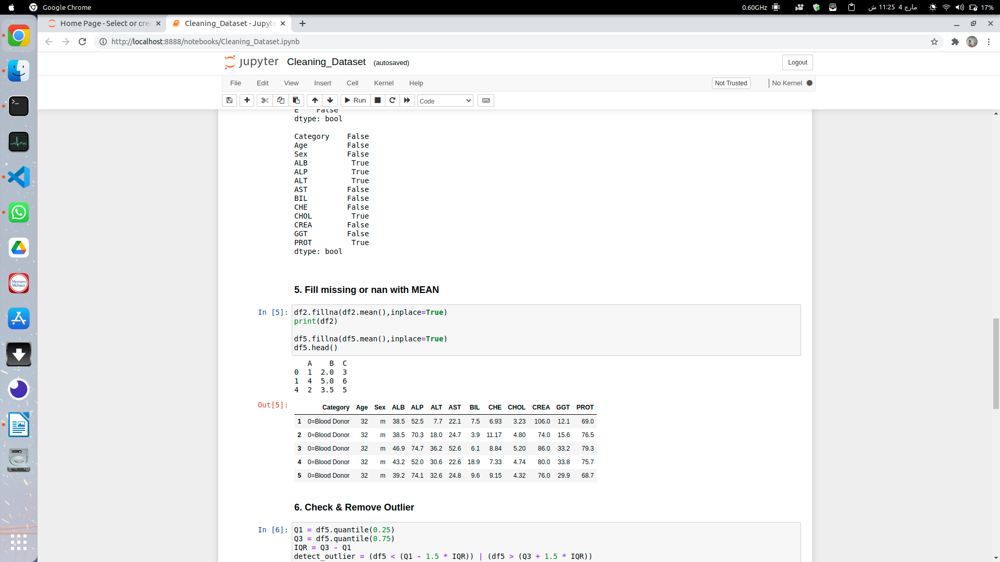 Google Chrome
0.60GHz
مارچ 4 11:25 ش
17%
Home Page - Select or crea
Cleaning_Dataset - Jupyte
http://localhost:8888/notebooks/Cleaning_Dataset.ipynb
jupyter Cleaning_Dataset (autosaved)
Logout
File Edit View Insert Cell Kernel Help
Not Trusted
No Kernel
Run
Code
E False
dtype: bool
Category False
Age False
Sex False
ALB True
ALP True
ALT True
AST False
BIL False
CHE False
CHOL True
CREA False
GGT False
PROT True
dtype: bool
Merriam-
Webster
5. Fill missing or nan with MEAN
In [5]:
df2.fillna(df2.mean(),inplace=True)
print(df2)
df5.fillna(df5.mean(),inplace=True)
df5.head()
A B C
0 1 2.0 3
1 4 5.0 6
4 2 3.5 5
Out[5]:
Category Age Sex ALB ALP ALT AST BIL CHE CHOL CREA GGT PROT
1 0=Blood Donor 32 m 38.5 52.5 7.7 22.1 7.5 6.93 3.23 106.0 12.1 69.0
2 0=Blood Donor 32 m 38.5 70.3 18.0 24.7 3.9 11.17 4.80 74.0 15.6 76.5
3 0=Blood Donor 32 m 46.9 74.7 36.2 52.6 6.1 8.84 5.20 86.0 33.2 79.3
4 0=Blood Donor 32 m 43.2 52.0 30.6 22.6 18.9 7.33 4.74 80.0 33.8 75.7
5 0=Blood Donor 32 m 39.2 74.1 32.6 24.8 9.6 9.15 4.32 76.0 29.9 68.7
6. Check & Remove Outlier
In [6]:
Q1 = df5.quantile(0.25)
Q3 = df5.quantile(0.75)
IQR = Q3 - Q1
detect_outlier = (df5 < (Q1 - 1.5 * IQR)) | (df5 > (Q3 + 1.5 * IQR))